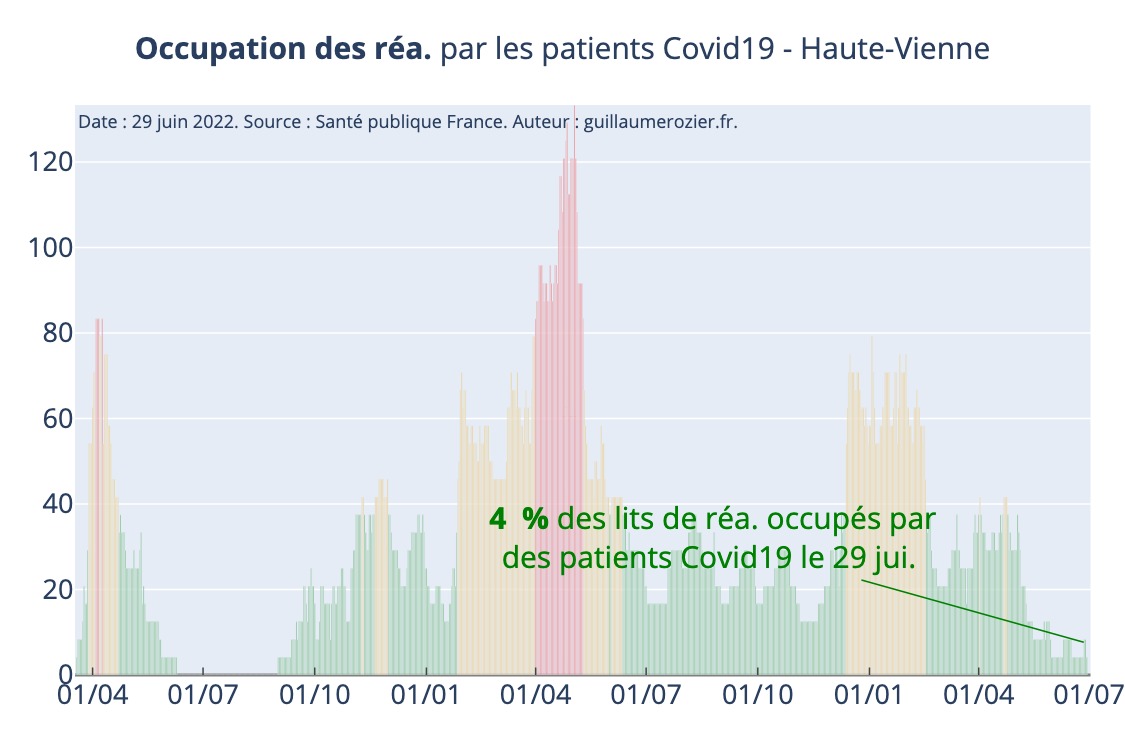 Occupation des réa. par les patients Covid19 - Haute-Vienne
Date : 29 juin 2022. Source : Santé publique France. Auteur : guillaumerozier.fr.
120
100
80
60
40
20
0
4 % des lits de réa. occupés par
des patients Covid19 le 29 jui.
01/04 01/07 01/10 01/01 01/04 01/07 01/10 01/01 01/04 01/07